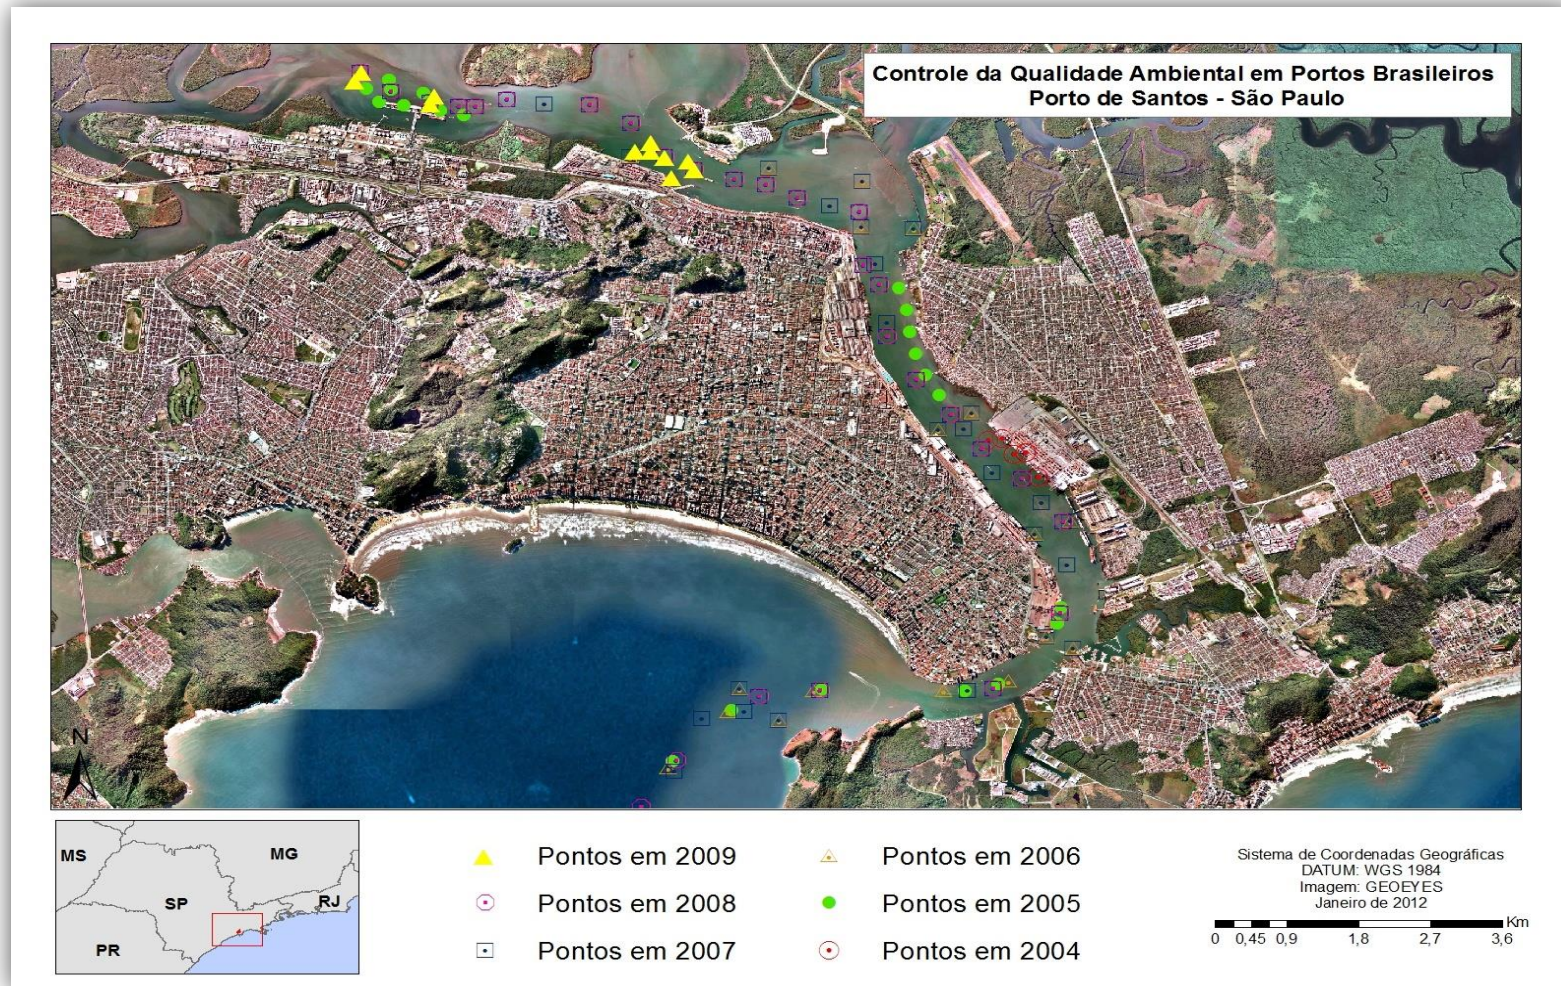 Controle da Qualidade Ambiental em Portos Brasileiros
Porto de Santos - São Paulo
N
MS
MG
SP
RJ
PR
Pontos em 2009
Pontos em 2008
Pontos em 2007
Pontos em 2006
Pontos em 2005
Pontos em 2004
Sistema de Coordenadas Geográficas
DATUM: WGS 1984
Imagem: GEOEYES
Janeiro de 2012
Km
0 0,45 0,9 1,8 2,7 3,6